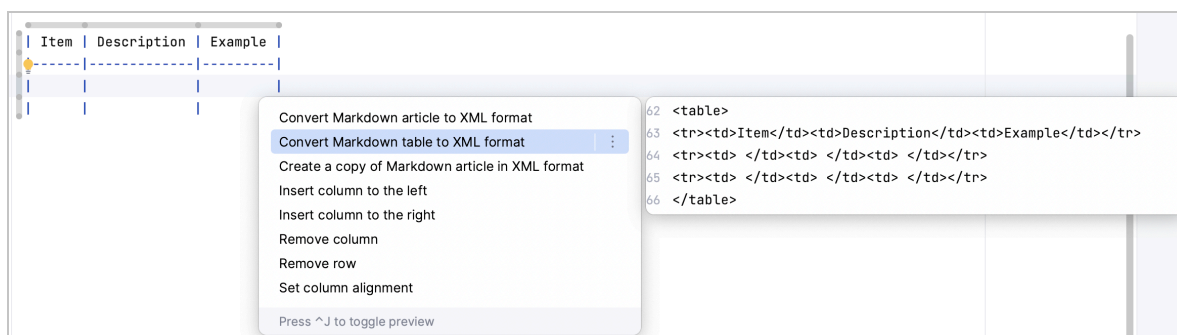 | Item | Description | Example |
|------|-------------|---------|
| | | |
| | | |
Convert Markdown article to XML format
Convert Markdown table to XML format
Create a copy of Markdown article in XML format
Insert column to the left
Insert column to the right
Remove column
Remove row
Set column alignment
Press ^J to toggle preview
62 <table>
63 <tr><td>Item</td><td>Description</td><td>Example</td></tr>
64 <tr><td> </td><td> </td><td> </td></tr>
65 <tr><td> </td><td> </td><td> </td></tr>
66 </table>